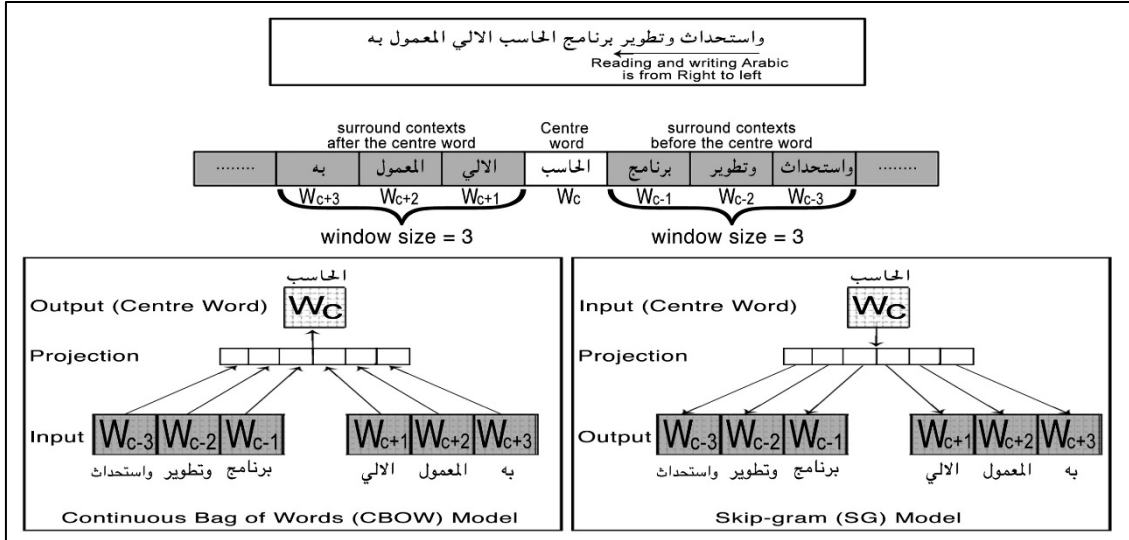 واستحداث وتطوير برنامج الحاسب الالي المعمول به
Reading and writing Arabic
is from Right to left
surround contexts
after the centre word
Centre
word
surround contexts
before the centre word
........ به المعمول الالي الحاسب برنامج وتطوير واستحداث ........
Wc+3 Wc+2 Wc+1 Wc Wc-1 Wc-2 Wc-3
window size = 3 window size = 3
الحاسب
Output (Centre Word) Wc
Projection
Input Wc-3 Wc-2 Wc-1 Wc+1 Wc+2 Wc+3
واستحداث وتطوير برنامج الالي المعمول به
Continuous Bag of Words (CBOW) Model
الحاسب
Input (Centre Word) Wc
Projection
Output Wc-3 Wc-2 Wc-1 Wc+1 Wc+2 Wc+3
واستحداث وتطوير برنامج الالي المعمول به
Skip-gram (SG) Model